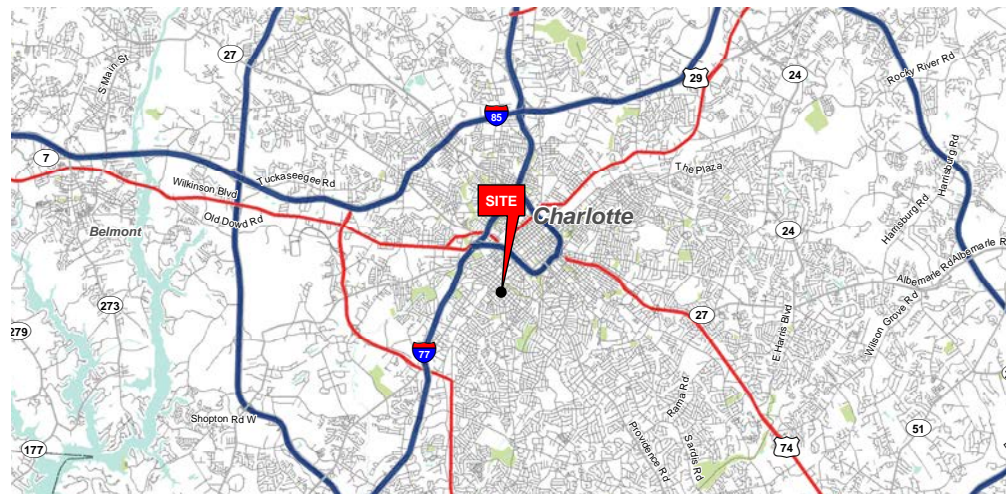 S Main St
27
29
24
Rocky River Rd
85
7
Tuckaseegee Rd
The Plaza
Harrisburg Rd
Wilkinson Blvd
SITE
Charlotte
Old Dowd Rd
Harrisburg Rd
Belmont
24
Albemarle Rd
Albemarle R
273
279
27
E Harris Blvd
Wilson Grove Rd
77
Rama Rd
Shopton Rd W
Providence Rd
Sardis Rd
51
177
74